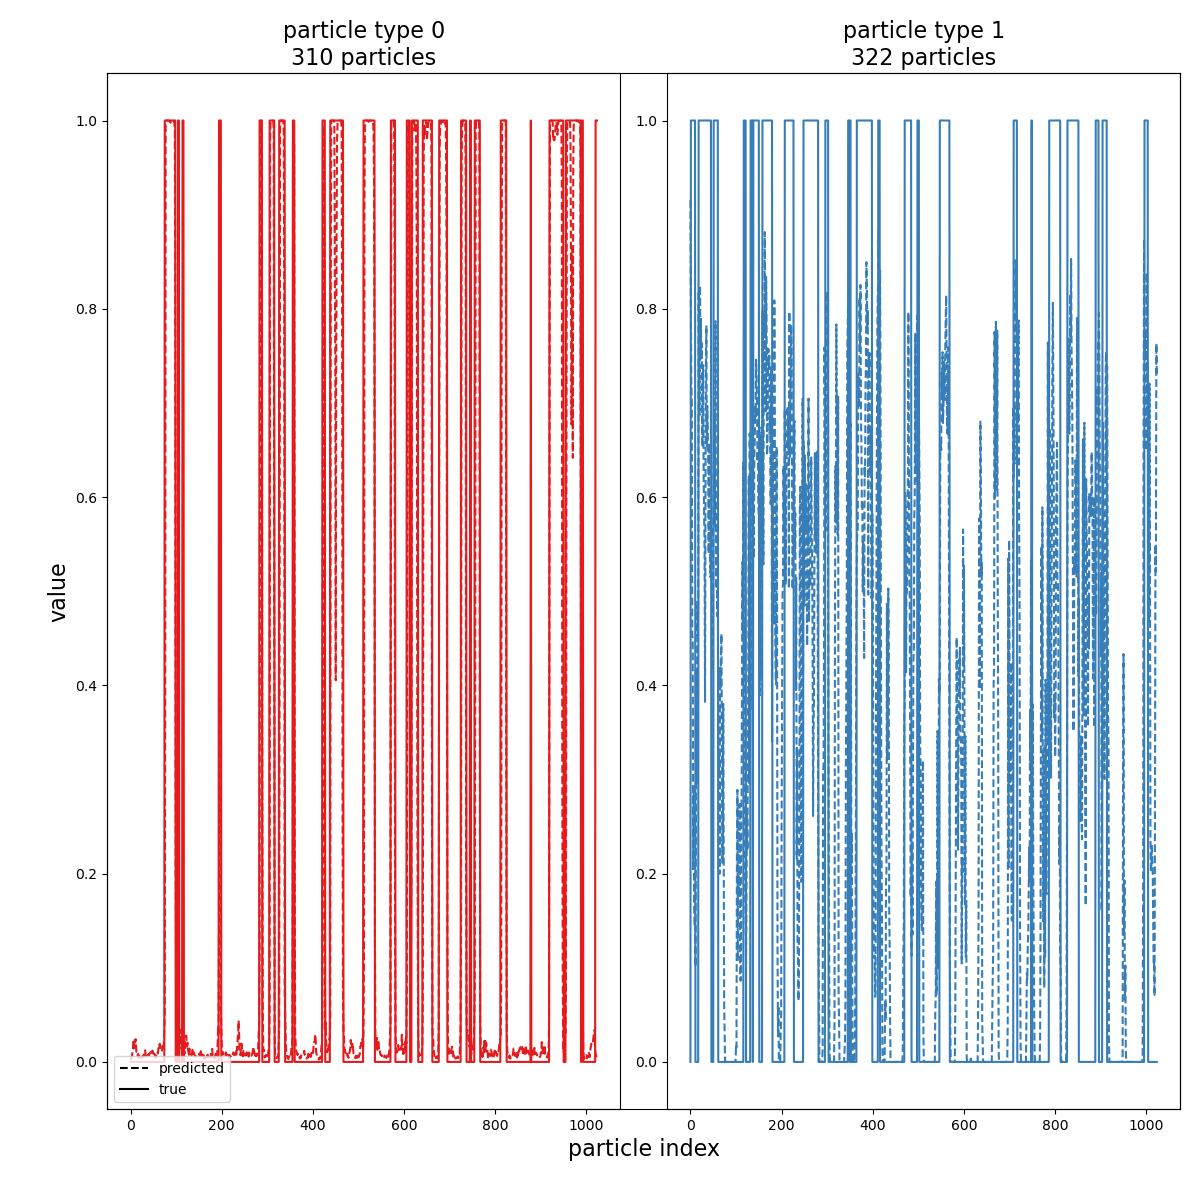 particle type 0
310 particles
particle type 1
322 particles
1.0
0.8
0.6
0.4
0.2
0.0
1.0
0.8
0.6
0.4
0.2
0.0
value
predicted
true
0 200 400 600 800 1000
0 200 400 600 800 1000
particle index